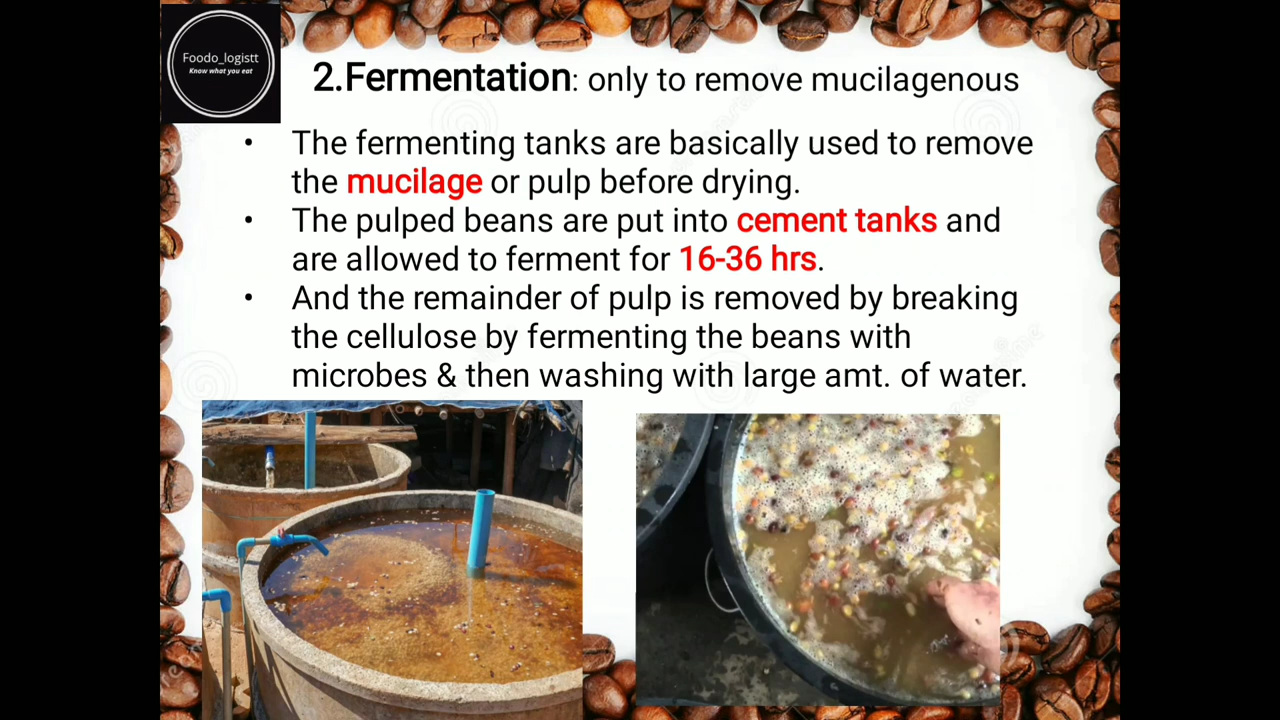 Foodo_logistt
Know what you eat
2.Fermentation: only to remove mucilagenous
• The fermenting tanks are basically used to remove
the mucilage or pulp before drying.
• The pulped beans are put into cement tanks and
are allowed to ferment for 16-36 hrs.
• And the remainder of pulp is removed by breaking
the cellulose by fermenting the beans with
microbes & then washing with large amt. of water.